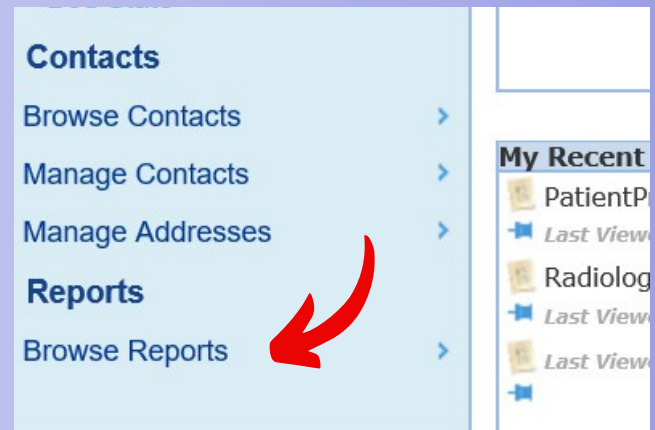 Contacts
Browse Contacts
Manage Contacts
Manage Addresses
Reports
Browse Reports
My Recent
PatientP
Last View
Radiolog
Last View
Last View